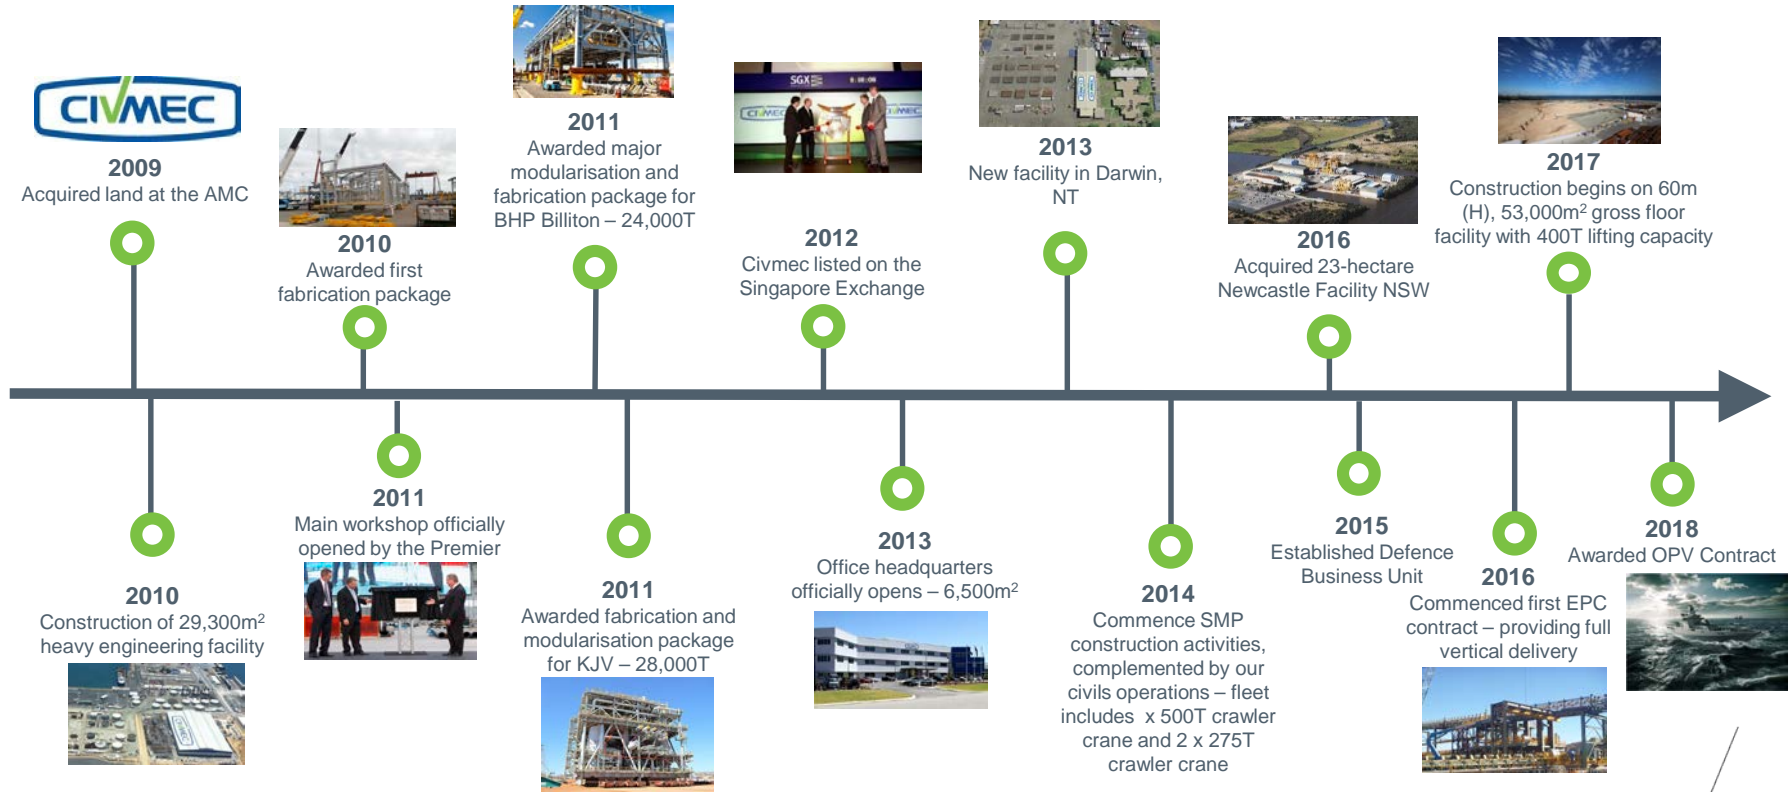 CIVMEC
2009
Acquired land at the AMC
2010
Awarded first
fabrication package
2011
Awarded major
modularisation and
fabrication package for
BHP Billiton – 24,000T
SGX
CIVMEC
CIVMEC
2012
Civmec listed on the
Singapore Exchange
2013
New facility in Darwin,
NT
2016
Acquired 23-hectare
Newcastle Facility NSW
2017
Construction begins on 60m
(H), 53,000m² gross floor
facility with 400T lifting capacity
2010
Construction of 29,300m²
heavy engineering facility
2011
Main workshop officially
opened by the Premier
2011
Awarded fabrication and
modularisation package
for KJV – 28,000T
2013
Office headquarters
officially opens – 6,500m²
2014
Commence SMP
construction activities,
complemented by our
civils operations – fleet
includes x 500T crawler
crane and 2 x 275T
crawler crane
2015
Established Defence
Business Unit
2016
Commenced first EPC
contract – providing full
vertical delivery
2018
Awarded OPV Contract